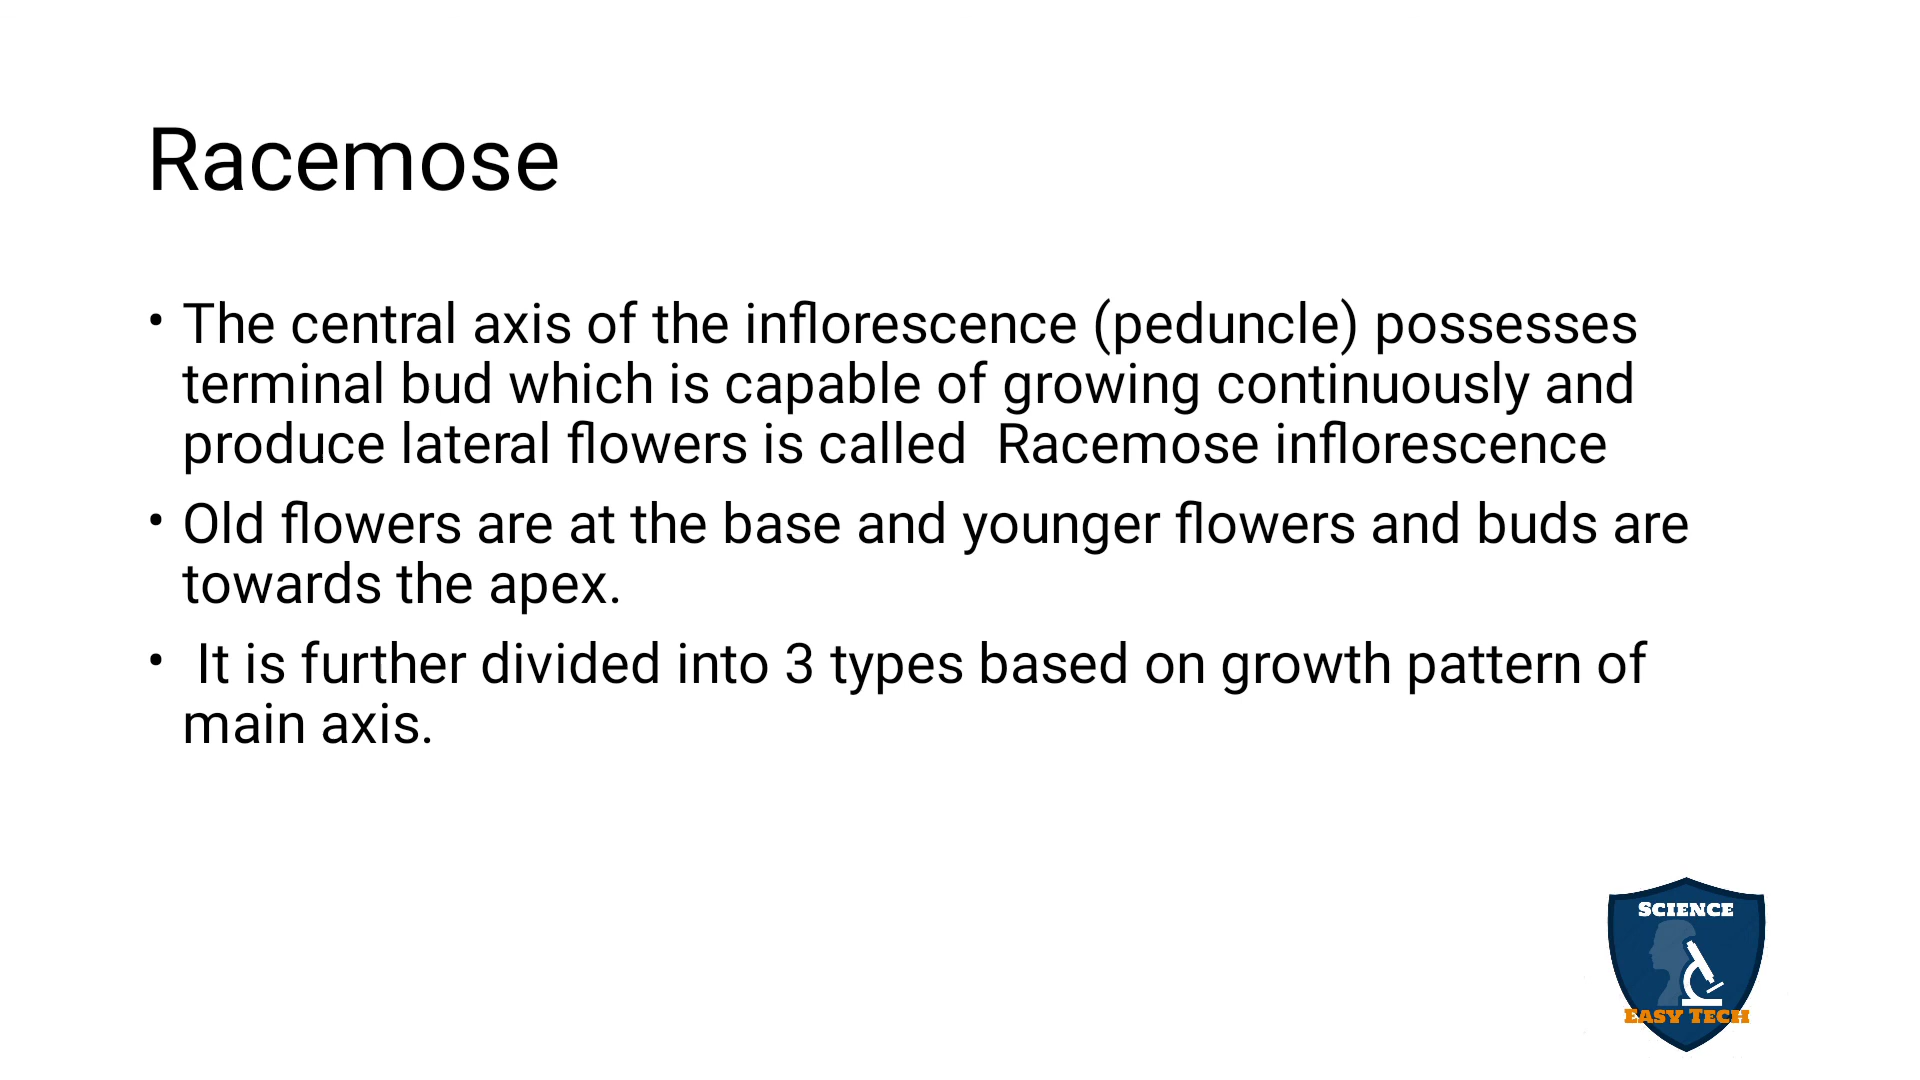 Racemose
• The central axis of the inflorescence (peduncle) possesses
terminal bud which is capable of growing continuously and
produce lateral flowers is called  Racemose inflorescence
• Old flowers are at the base and younger flowers and buds are
towards the apex.
•  It is further divided into 3 types based on growth pattern of
main axis.
SCIENCE
EASY TECH